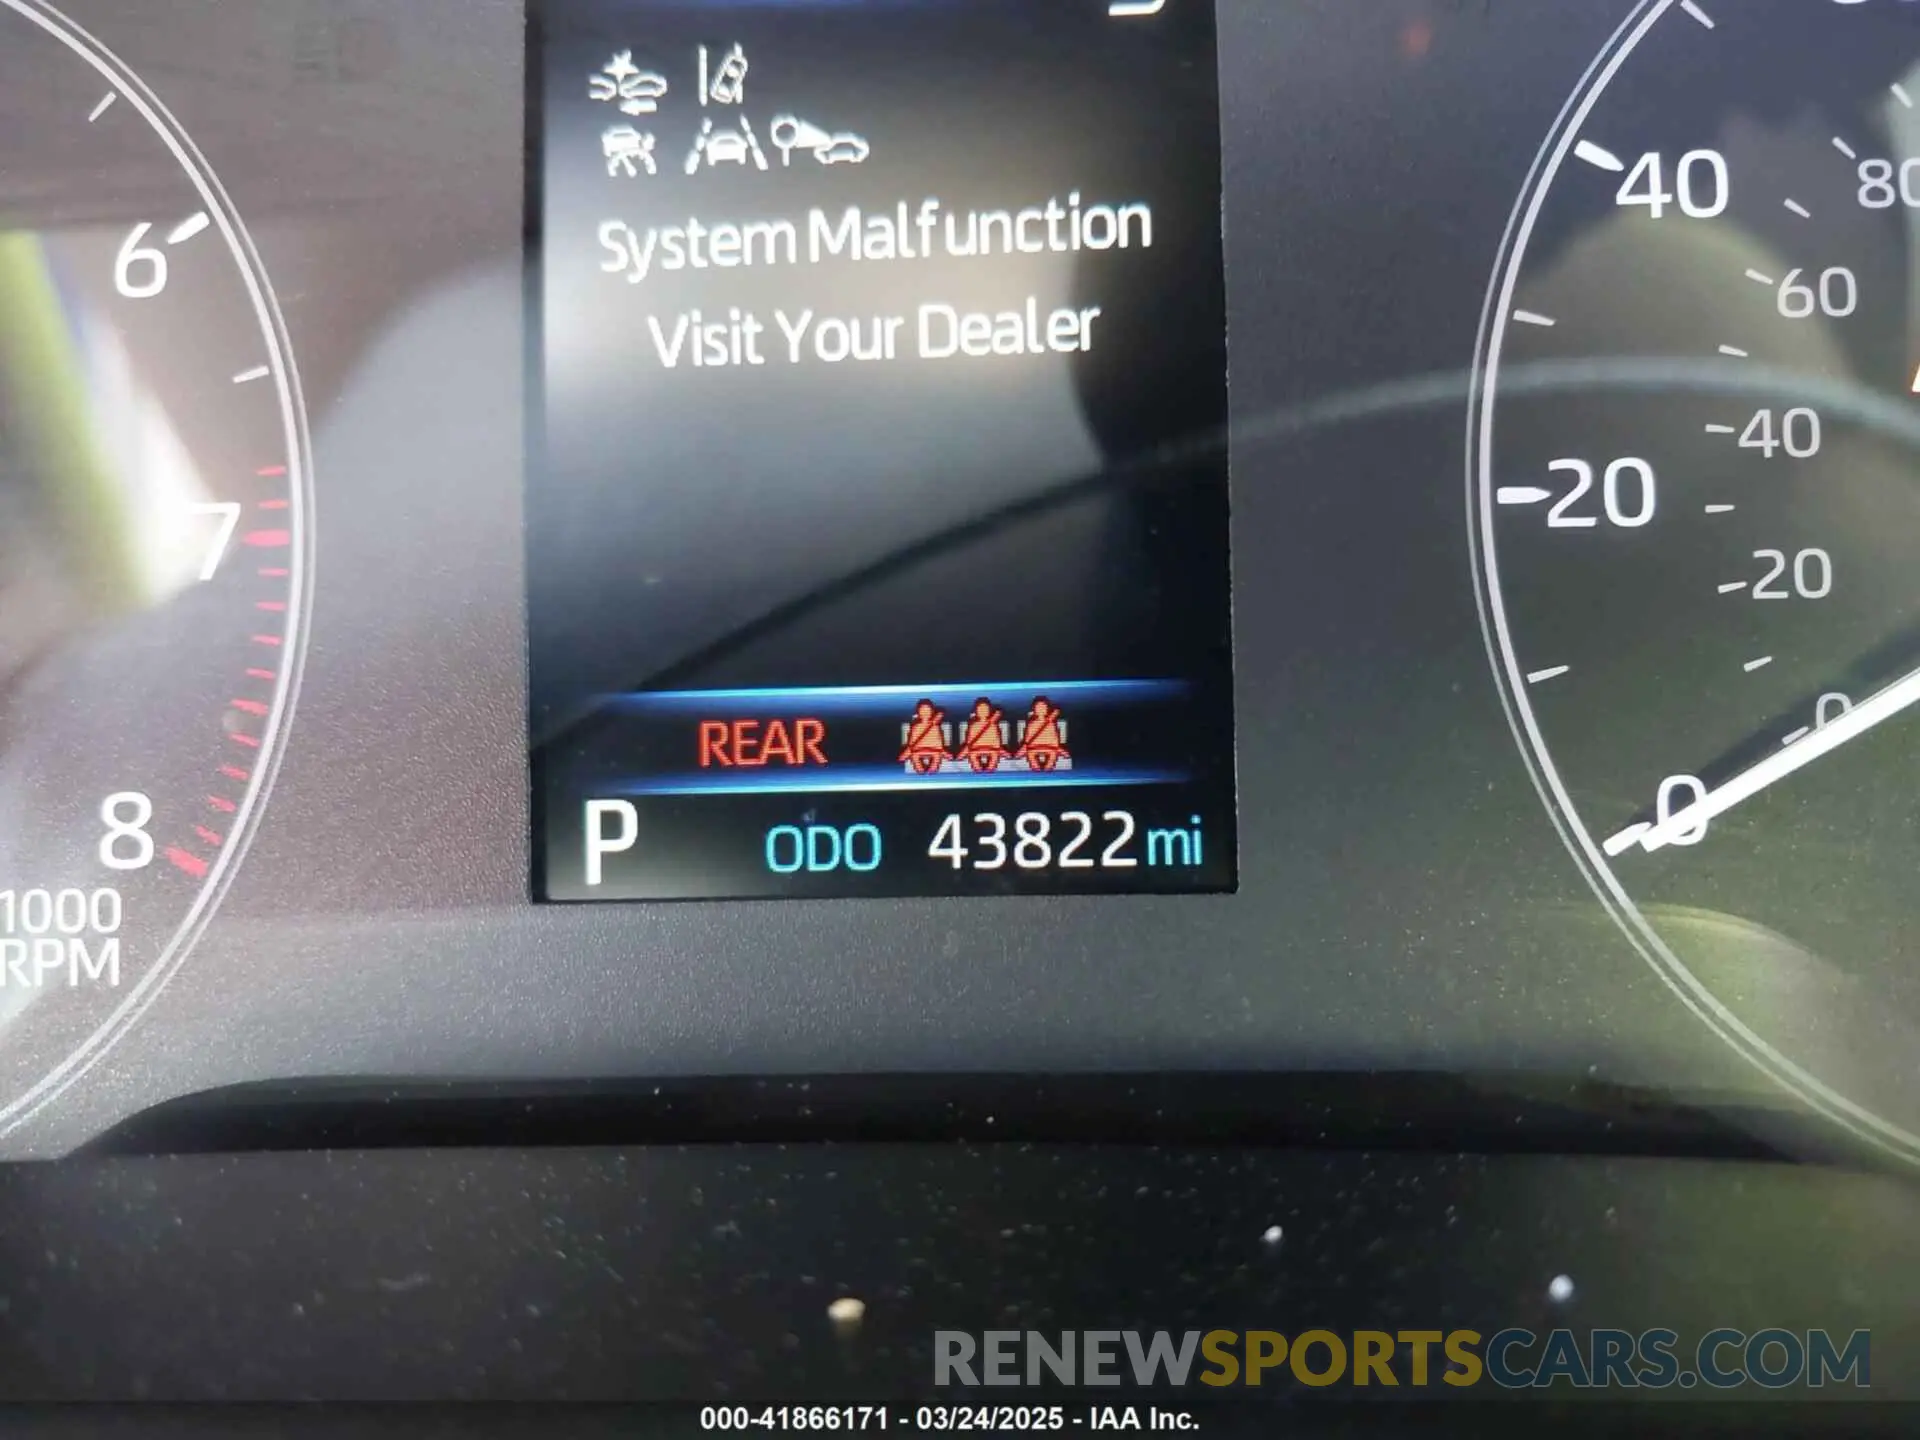 System Malfunction
Visit Your Dealer
REAR
P ODO 43822 mi
6
7
8
1000
RPM
40
20
0
80
60
40
20
0
RENEWSPORTSCARS.COM
000-41866171 - 03/24/2025 - IAA Inc.